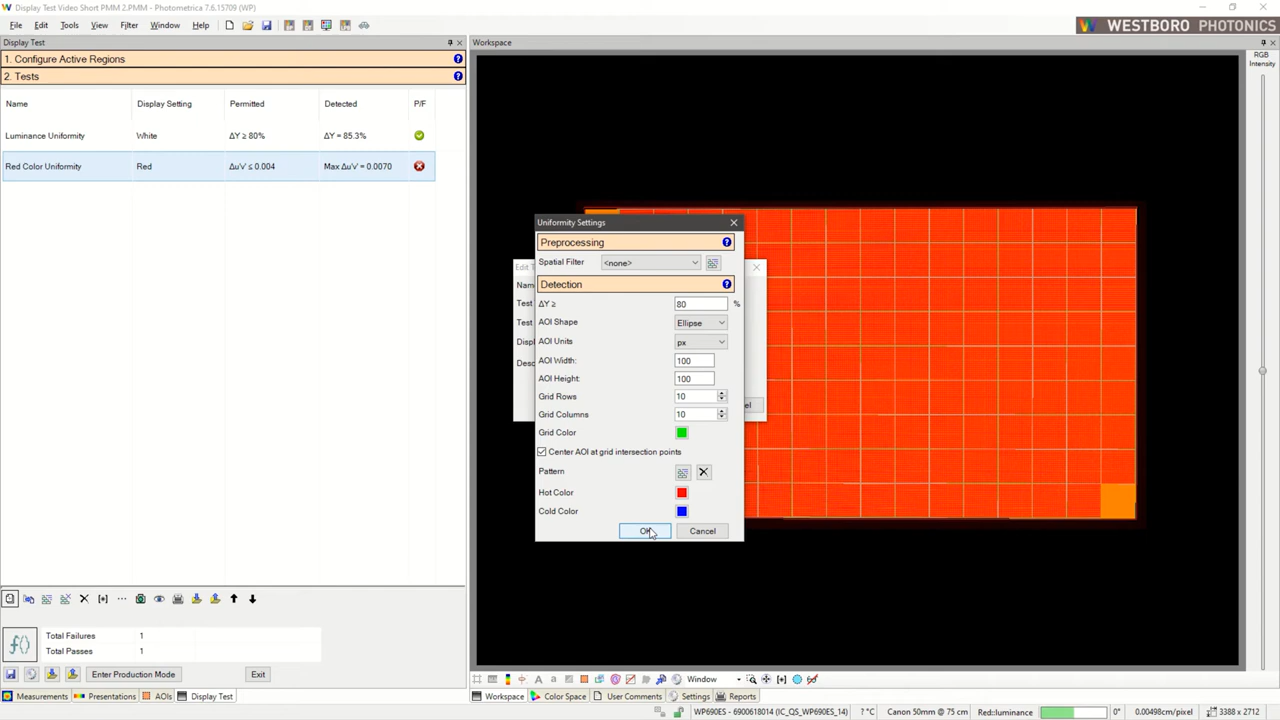 Display Test Video Short PMM 2.PMM - Photometrica 7.6.15709 (WP)
File Edit Tools View Filter Window Help
WESTBORO PHOTONICS
Display Test
Workspace
RGB
Intensity
1. Configure Active Regions
2. Tests
Name Display Setting Permitted Detected P/F
Luminance Uniformity White ΔY ≥ 80% ΔY = 85.3%
Red Color Uniformity Red Δu'v' ≤ 0.004 Max Δu'v' = 0.0070
Edit T
Name
Test
Test
Displ
Desc
el
Uniformity Settings
Preprocessing
Spatial Filter <none>
Detection
ΔY ≥ 80 %
AOI Shape Ellipse
AOI Units px
AOI Width: 100
AOI Height: 100
Grid Rows 10
Grid Columns 10
Grid Color
Center AOI at grid intersection points
Pattern
Hot Color
Cold Color
OK Cancel
f()
Total Failures 1
Total Passes 1
Enter Production Mode Exit
Window
Measurements Presentations AOIs Display Test
Workspace Color Space User Comments Settings Reports
WP690ES - 6900618014 (IC_QS_WP690ES_14) ? °C Canon 50mm @ 75 cm Red::luminance 0° 0.00498cm/pixel 3388 x 2712